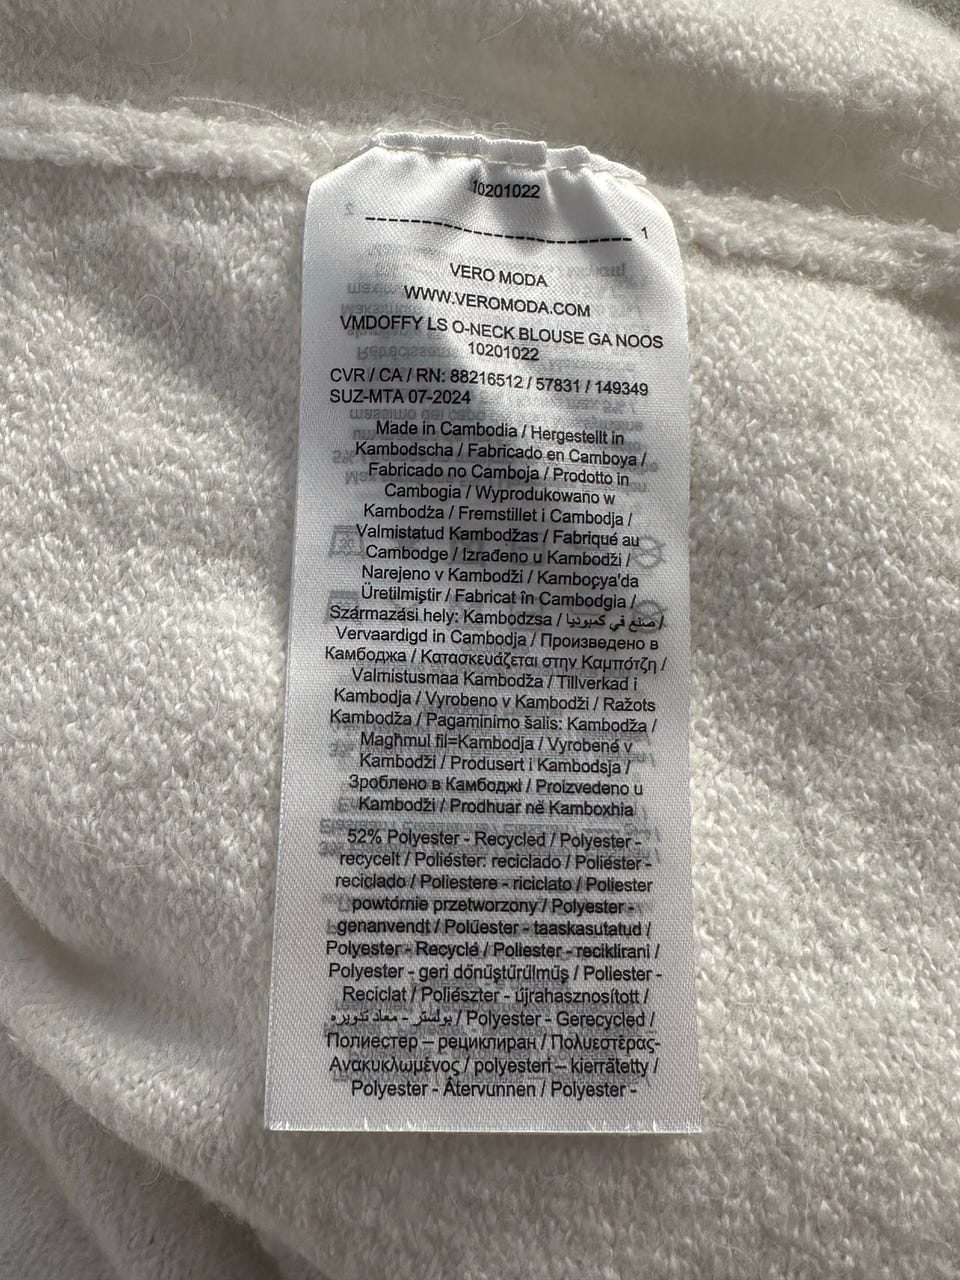 10201022
1
VERO MODA
WWW.VEROMODA.COM
VMDOFFY LS O-NECK BLOUSE GA NOOS
10201022
CVR / CA / RN: 88216512 / 57831 / 149349
SUZ-MTA 07-2024
Made in Cambodia / Hergestellt in
Kambodscha / Fabricado en Camboya /
Fabricado no Camboja / Prodotto in
Cambogia / Wyprodukowano w
Kambodża / Fremstillet i Cambodja /
Valmistatud Kambodžas / Fabriqué au
Cambodge / Izrađeno u Kambodži /
Narejeno v Kambodži / Kamboçya'da
Üretilmiştir / Fabricat în Cambodgia /
Származási hely: Kambodzsa / صنع في كمبوديا /
Vervaardigd in Cambodja / Произведено в
Камбоджа / Κατασκευάζεται στην Καμπότζη /
Valmistusmaa Kambodža / Tillverkad i
Kambodja / Vyrobeno v Kambodži / Ražots
Kambodža / Pagaminimo šalis: Kambodža /
Magħmul fil=Kambodja / Vyrobené v
Kambodži / Produsert i Kambodsja /
Зроблено в Камбоджі / Proizvedeno u
Kambodži / Prodhuar në Kamboxhia
52% Polyester - Recycled / Polyester -
recycelt / Poliéster: reciclado / Poliéster -
reciclado / Poliestere - riciclato / Poliester
powtórnie przetworzony / Polyester -
genanvendt / Polüester - taaskasutatud /
Polyester - Recyclé / Poliester - reciklirani /
Polyester - geri dönüştürülmüş / Poliester -
Reciclat / Poliészter - újrahasznosított /
بولستر - معاد تدويره / Polyester - Gerecycled /
Полиестер – рециклиран / Πολυεστέρας-
Ανακυκλωμένος / polyesteri – kierrätetty /
Polyester - Återvunnen / Polyester -